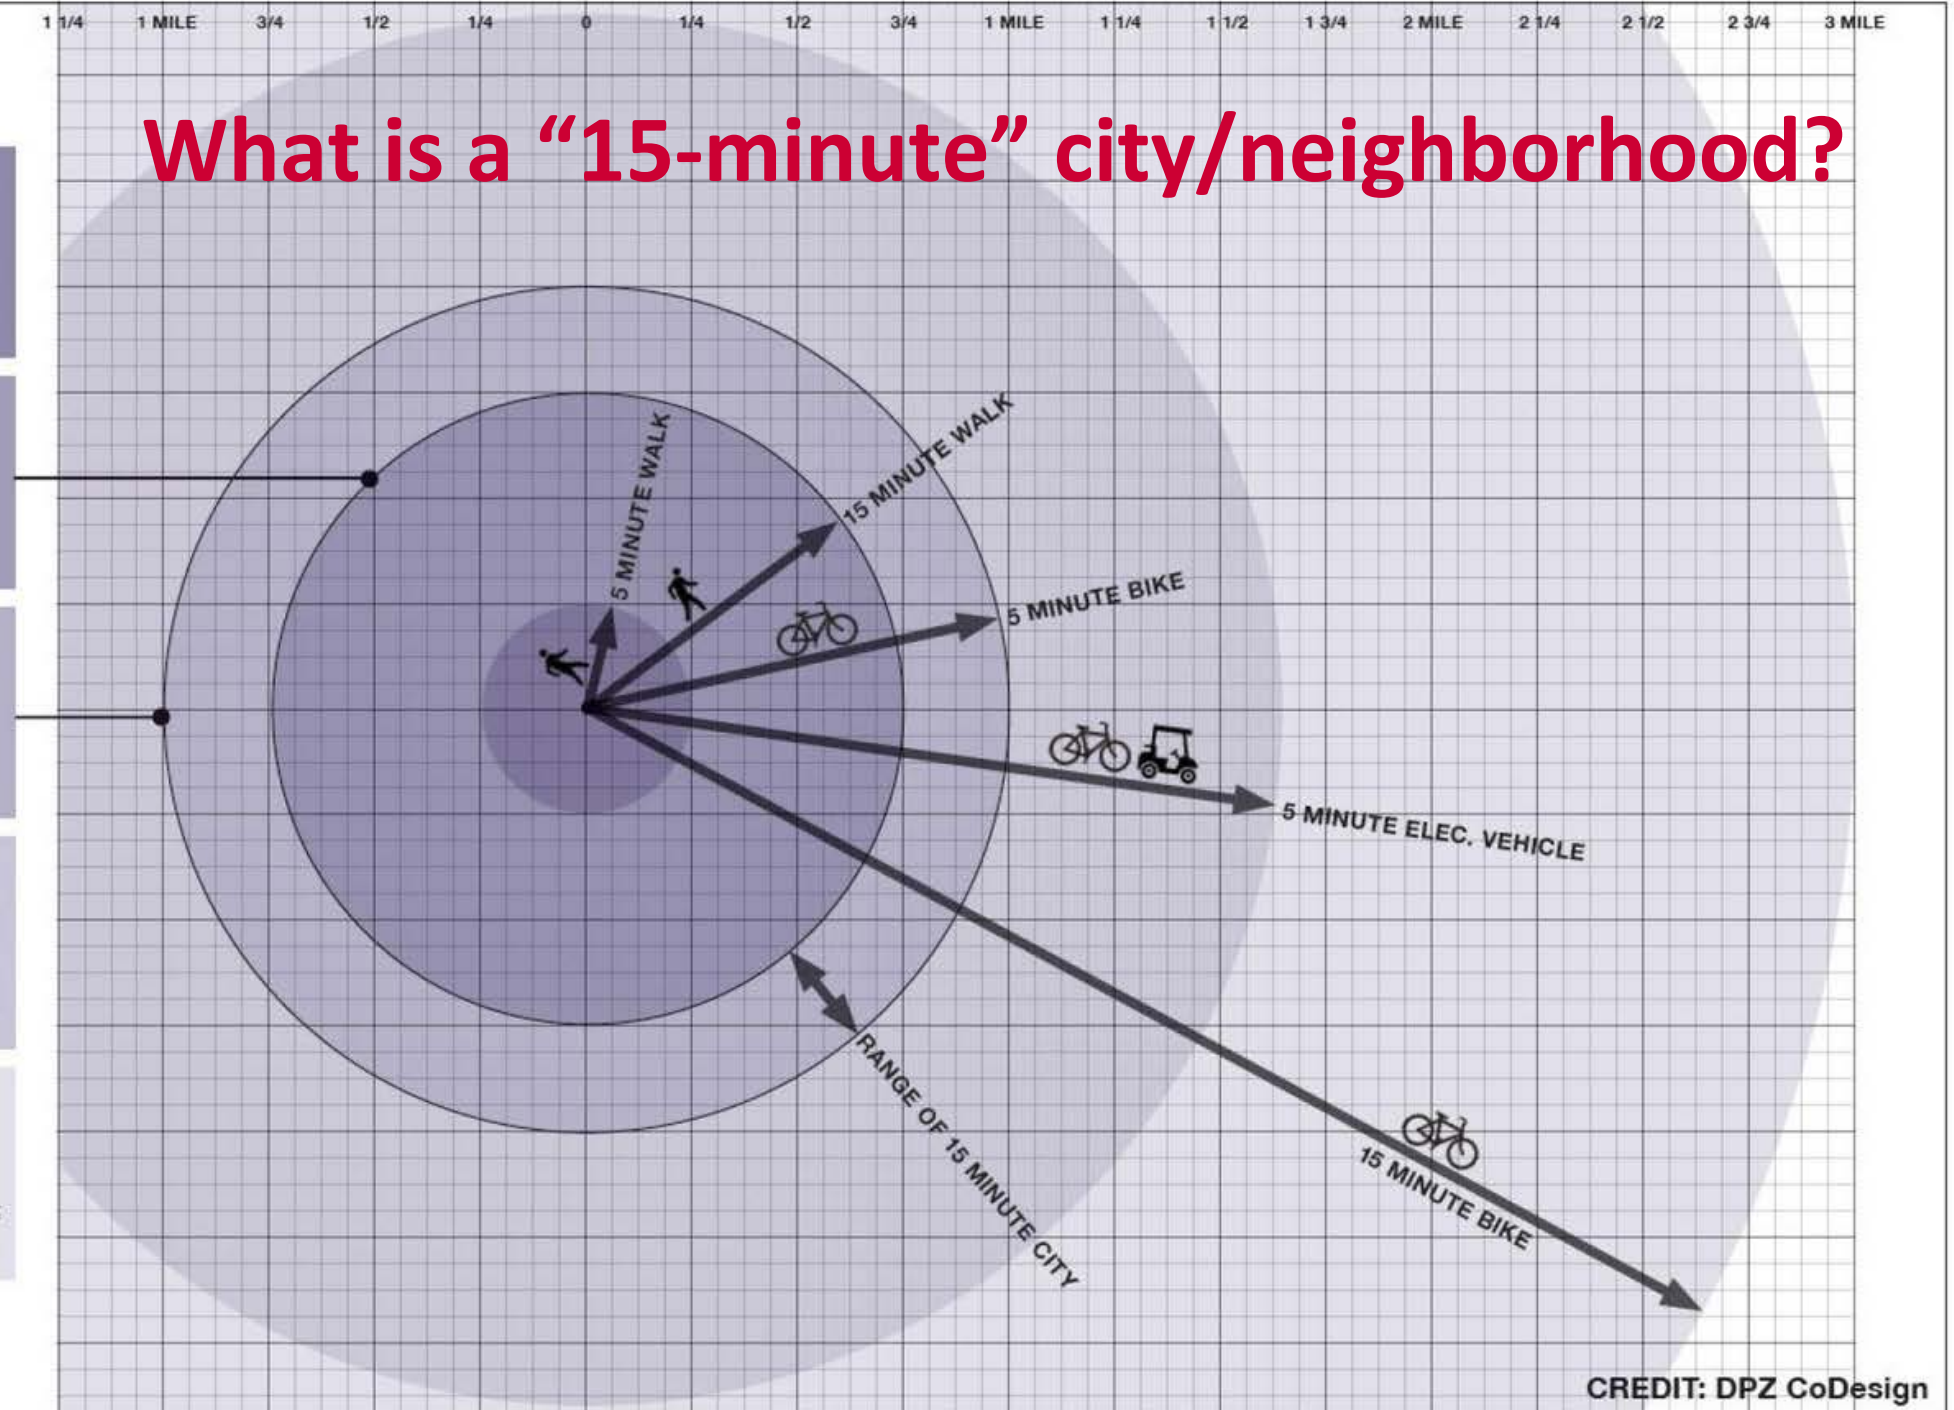 1 1/4 1 MILE 3/4 1/2 1/4 0 1/4 1/2 3/4 1 MILE 1 1/4 1 1/2 1 3/4 2 MILE 2 1/4 2 1/2 2 3/4 3 MILE
What is a “15-minute” city/neighborhood?
5 MINUTE WALK
15 MINUTE WALK
5 MINUTE BIKE
5 MINUTE ELEC. VEHICLE
RANGE OF 15 MINUTE CITY
15 MINUTE BIKE
CREDIT: DPZ CoDesign